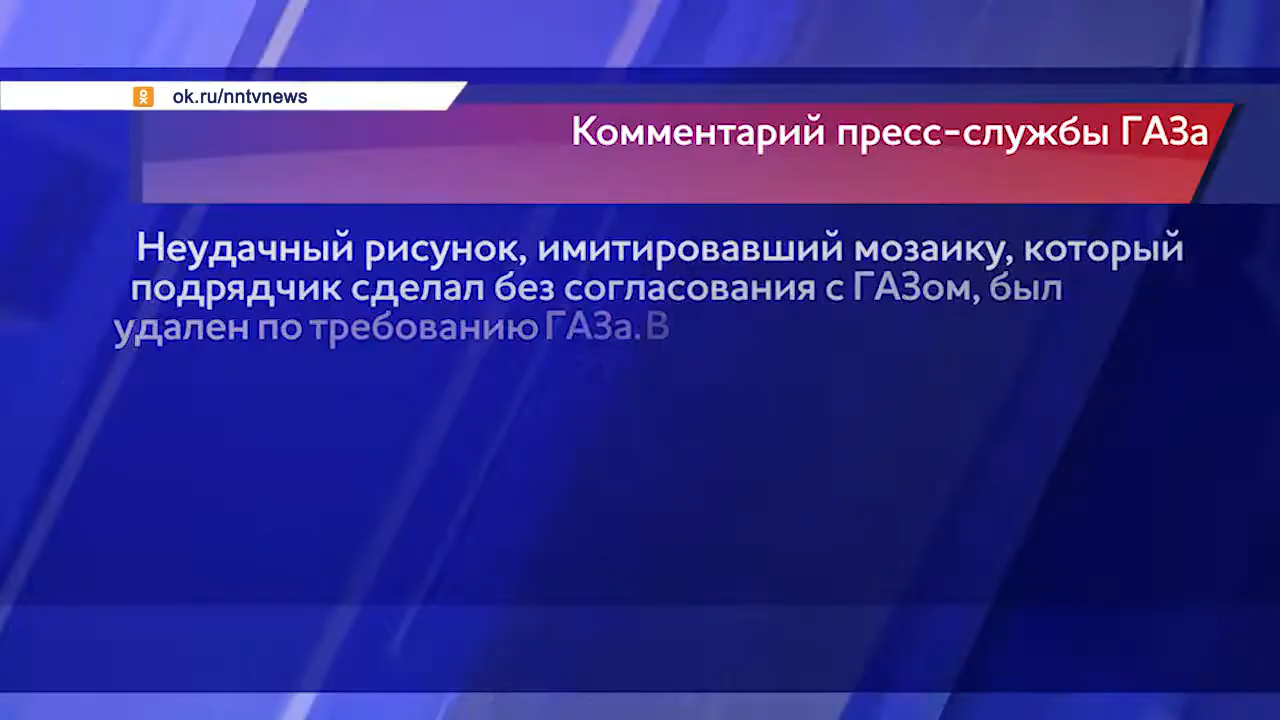 ok.ru/nntvnews
Комментарий пресс-службы ГАЗа
Неудачный рисунок, имитировавший мозаику, который
подрядчик сделал без согласования с ГАЗом, был
удален по требованию ГАЗа. В